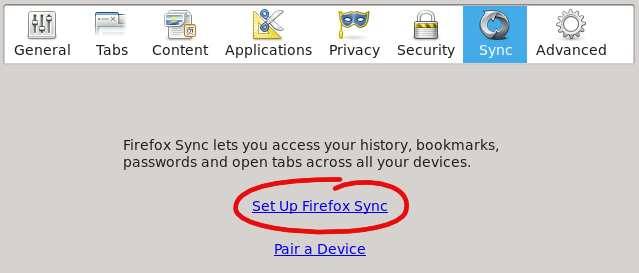 General Tabs Content Applications Privacy Security Sync Advanced
Firefox Sync lets you access your history, bookmarks,
passwords and open tabs across all your devices.
Set Up Firefox Sync
Pair a Device